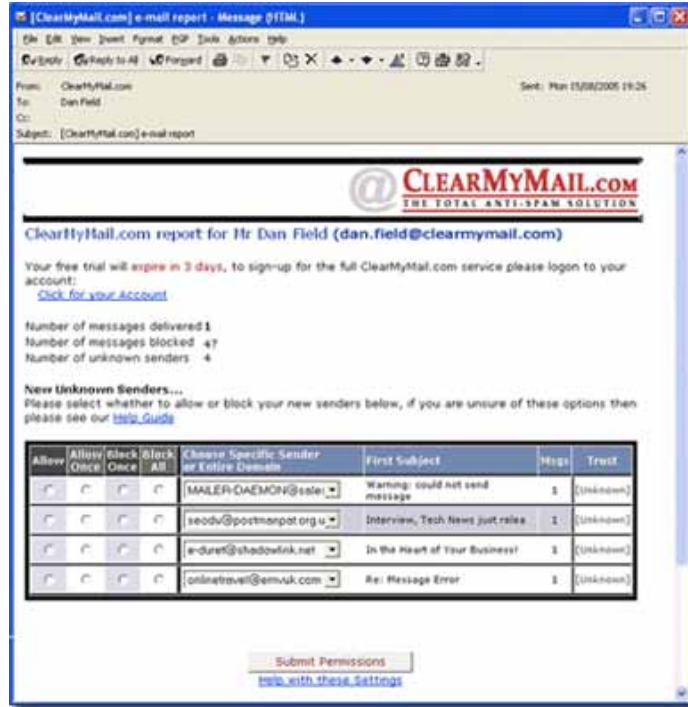 [ClearMyMail.com] e-mail report - Message (HTML)
File Edit View Insert Format PGP Tools Actions Help
Reply Reply to All Forward
From: ClearMyMail.com Sent: Mon 15/08/2005 19:26
To: Dan Field
Cc:
Subject: [ClearMyMail.com] e-mail report
@ CLEARMYMAIL.COM
THE TOTAL ANTI-SPAM SOLUTION
ClearMyMail.com report for Mr Dan Field (dan.field@clearmymail.com)
Your free trial will expire in 3 days, to sign-up for the full ClearMyMail.com service please logon to your
account:
Click for your Account
Number of messages delivered 1
Number of messages blocked 47
Number of unknown senders 4
New Unknown Senders...
Please select whether to allow or block your new senders below, if you are unsure of these options then
please see our Help Guide
Allow Allow Once Block Once Block All Choose Specific Sender or Entire Domain First Subject Msgs Trust
MAILER-DAEMON@sales Warning: could not send message 1 [Unknown]
seodu@postmanpat.org.u Interview, Tech News just relea 1 [Unknown]
e-duret@shadowlink.net In the Heart of Your Business! 1 [Unknown]
onlinetravel@emvuk.com Re: Message Error 1 [Unknown]
Submit Permissions
Help with these Settings